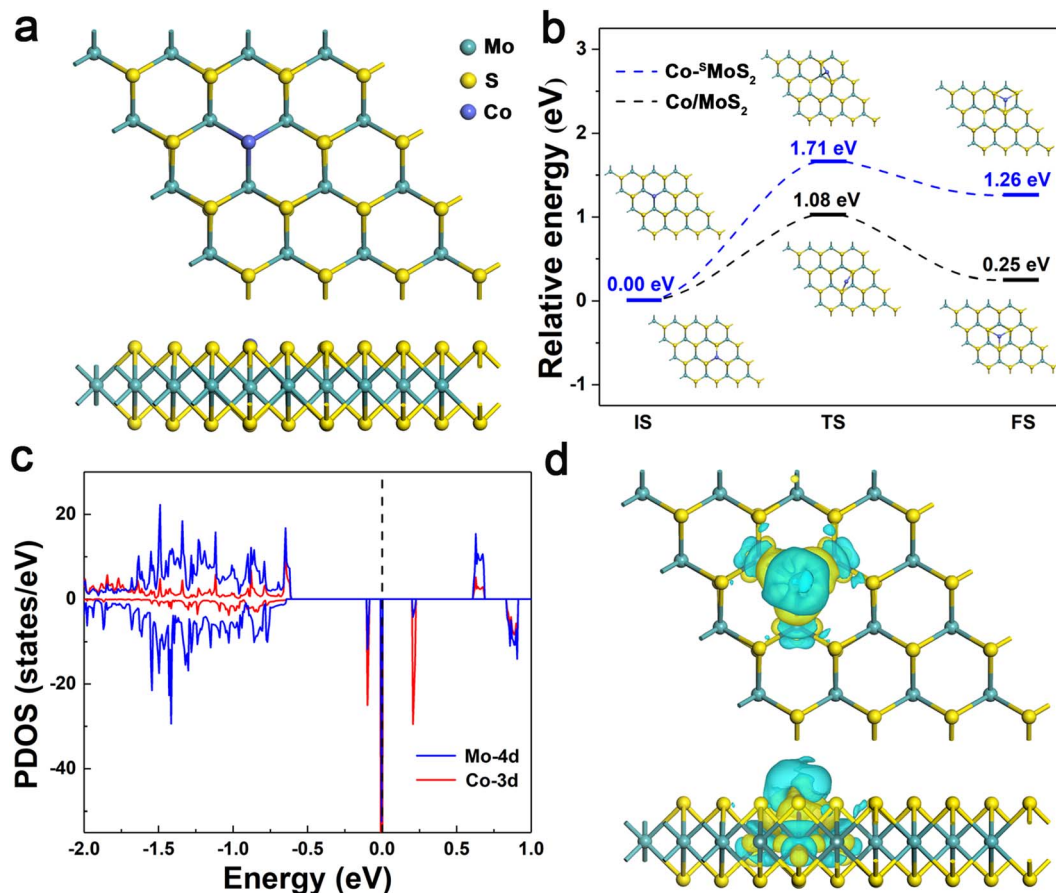 a
Mo
S
Co
b
Relative energy (eV)
3
2
1
0
-1
Co-ˢMoS₂
Co/MoS₂
1.71 eV
1.26 eV
1.08 eV
0.00 eV
0.25 eV
IS TS FS
c
PDOS (states/eV)
20
0
-20
-40
Mo-4d
Co-3d
-2.0 -1.5 -1.0 -0.5 0.0 0.5 1.0
Energy (eV)
d